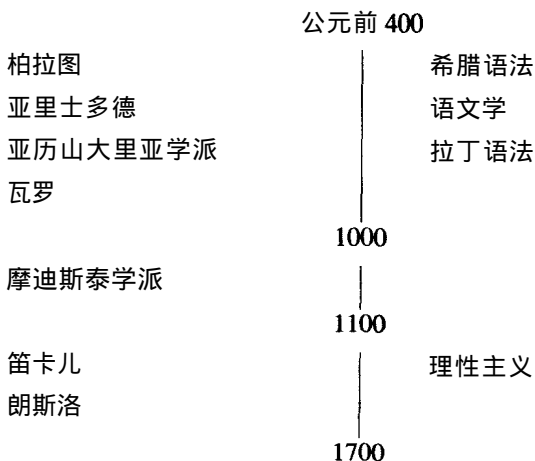 公元前 400
柏拉图 希腊语法
亚里士多德 语文学
亚历山大里亚学派 拉丁语法
瓦罗
1000
摩迪斯泰学派
1100
笛卡儿 理性主义
朗斯洛
1700